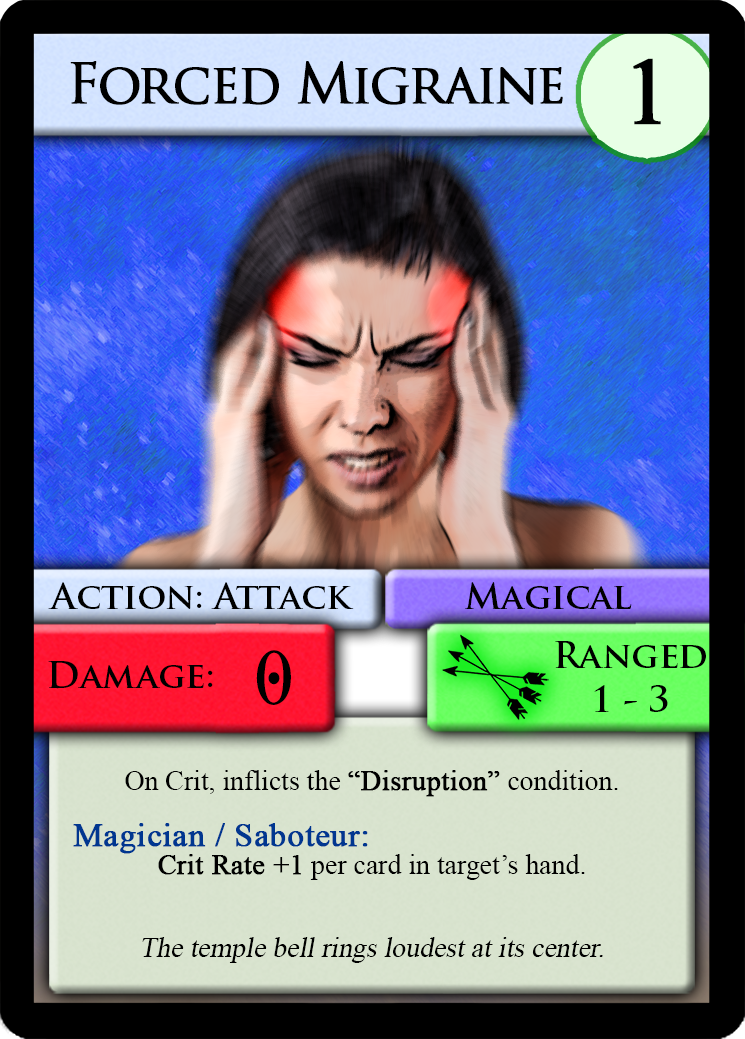 FORCED MIGRAINE
1
ACTION: ATTACK
MAGICAL
DAMAGE: 0
RANGED
1 - 3
On Crit, inflicts the “Disruption” condition.
Magician / Saboteur:
Crit Rate +1 per card in target’s hand.
The temple bell rings loudest at its center.